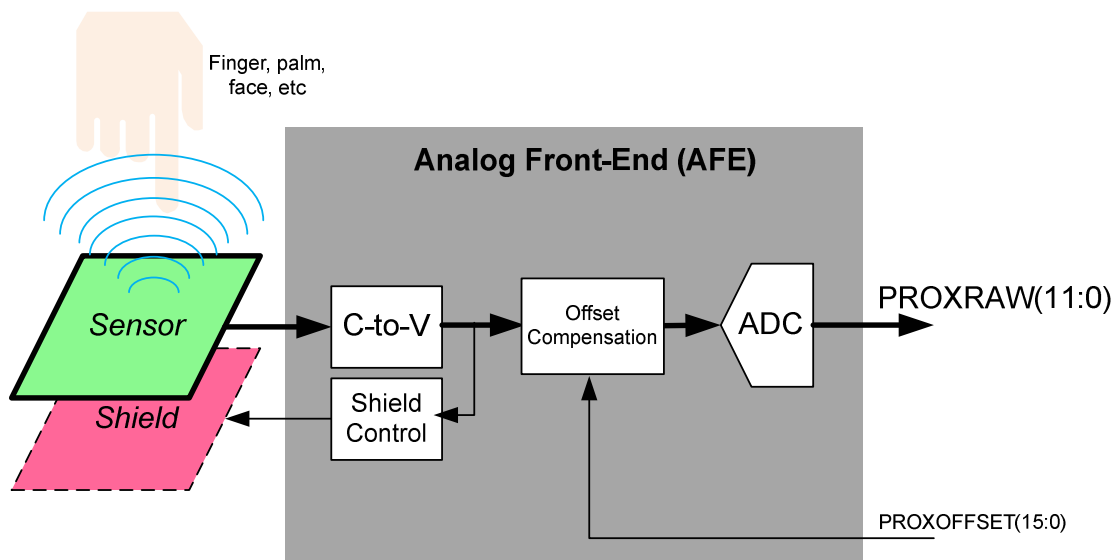 Finger, palm,
face, etc
Analog Front-End (AFE)
Sensor
C-to-V
Offset
Compensation
ADC
PROXRAW(11:0)
Shield
Shield
Control
PROXOFFSET(15:0)